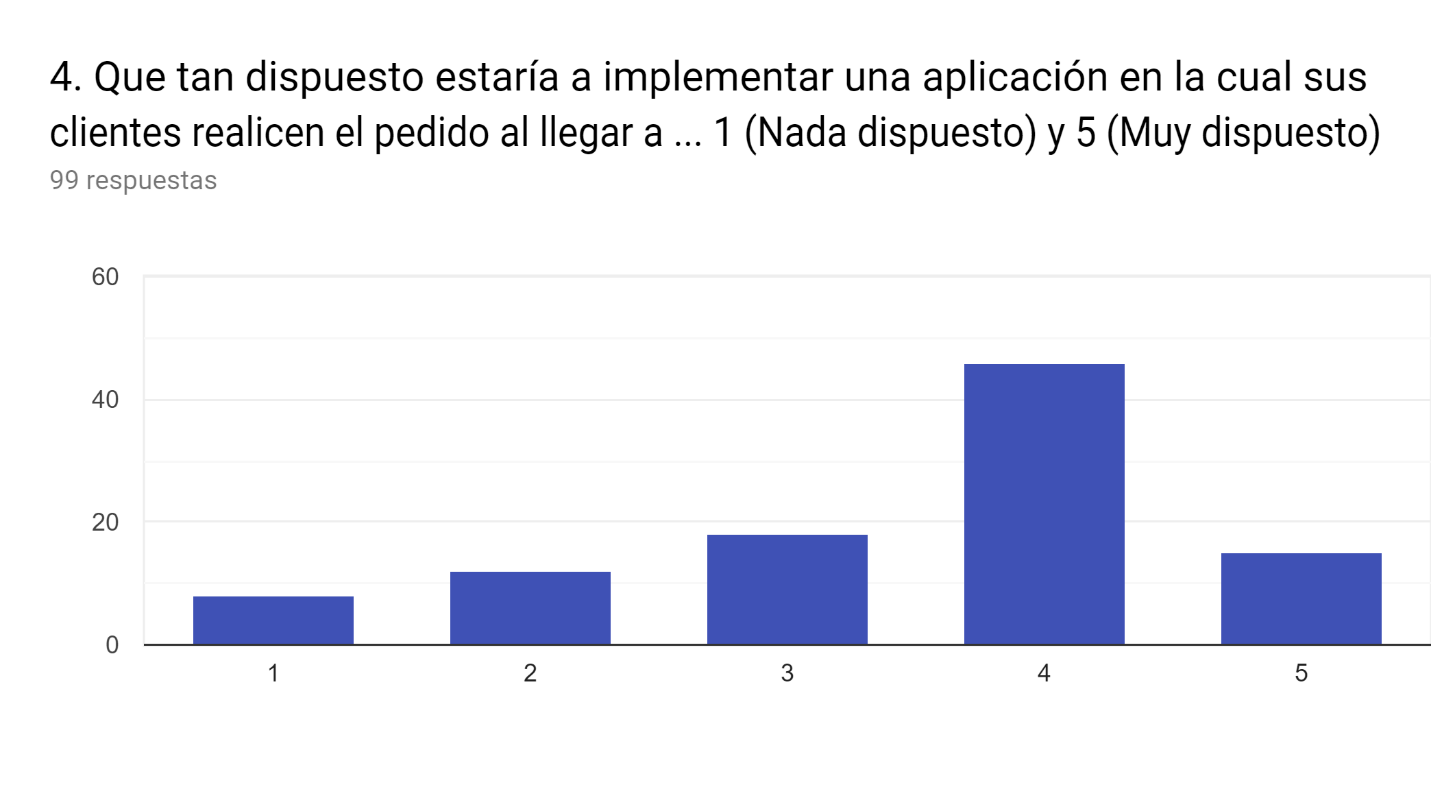 4. Que tan dispuesto estaría a implementar una aplicación en la cual sus
clientes realicen el pedido al llegar a ... 1 (Nada dispuesto) y 5 (Muy dispuesto)
99 respuestas
60
40
20
0
1 2 3 4 5